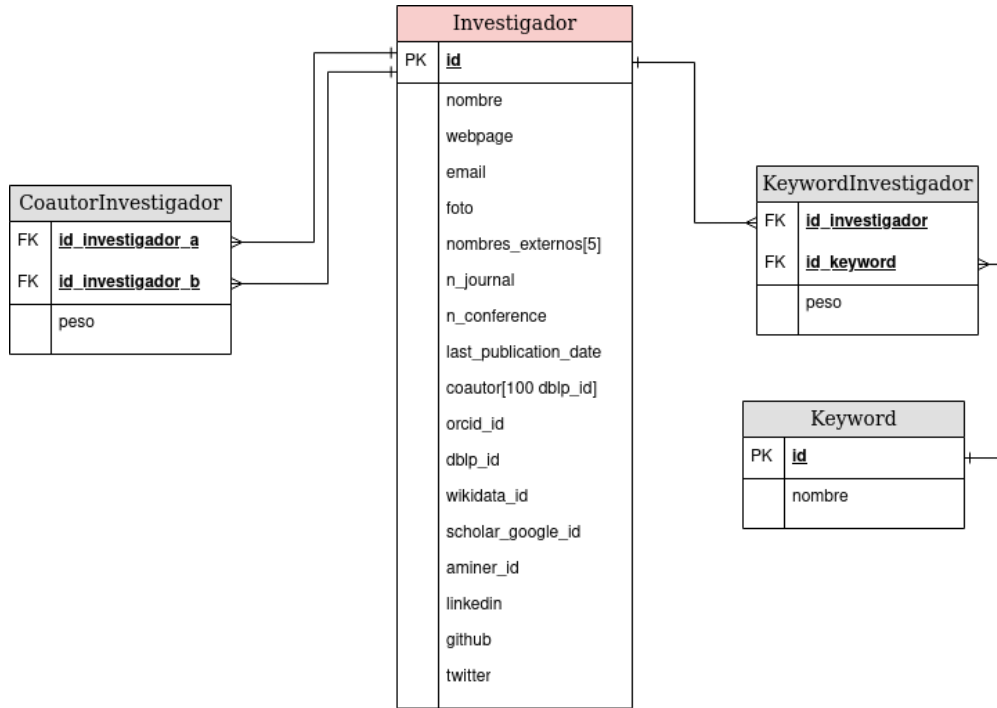 Investigador
PK id
nombre
webpage
email
foto
nombres_externos[5]
n_journal
n_conference
last_publication_date
coautor[100 dblp_id]
orcid_id
dblp_id
wikidata_id
scholar_google_id
aminer_id
linkedin
github
twitter
CoautorInvestigador
FK id_investigador_a
FK id_investigador_b
peso
KeywordInvestigador
FK id_investigador
FK id_keyword
peso
Keyword
PK id
nombre